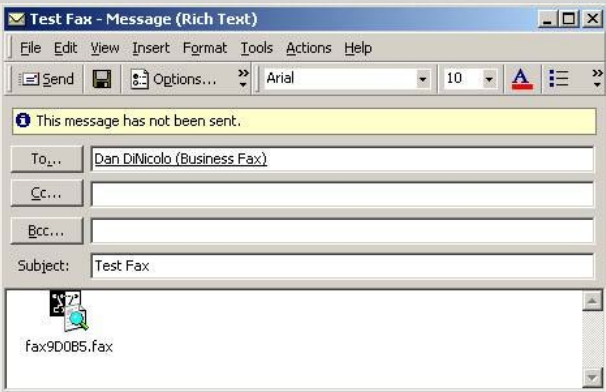 Test Fax - Message (Rich Text)
File Edit View Insert Format Tools Actions Help
Send Options... Arial 10 A
This message has not been sent.
To... Dan DiNicolo (Business Fax)
Cc...
Bcc...
Subject: Test Fax
fax9D0B5.fax